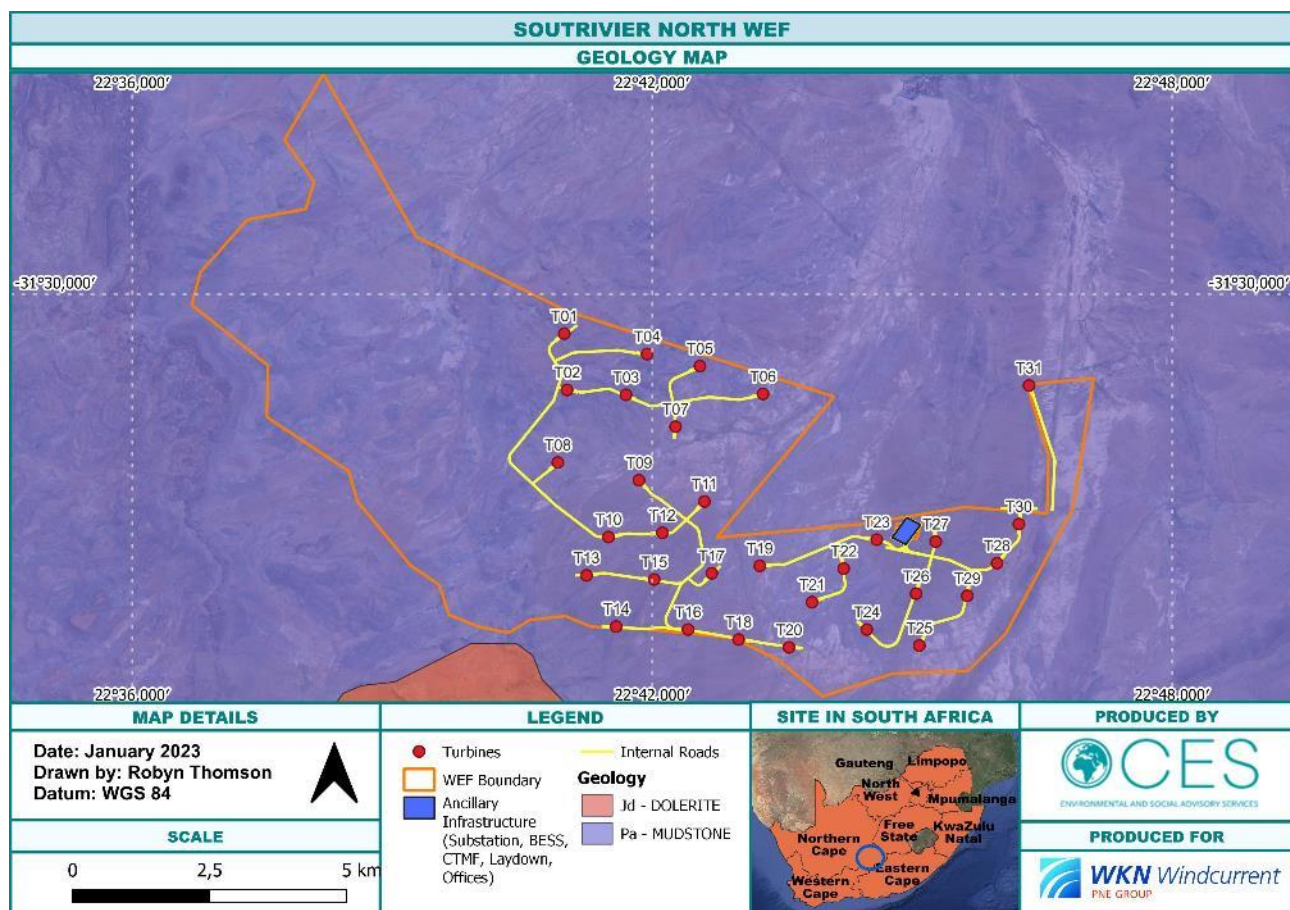 SOUTRIVIER NORTH WEF
GEOLOGY MAP
22°36,000′ 22°42,000′ 22°48,000′
-31°30,000′ -31°30,000′
T01
T04
T05
T02
T03
T06
T31
T07
T08
T09
T11
T30
T10
T12
T23
T27
T13
T15
T17
T19
T22
T28
T21
T26
T29
T14
T16
T18
T20
T24
T25
22°36,000′ 22°42,000′ 22°48,000′
MAP DETAILS
Date: January 2023
Drawn by: Robyn Thomson
Datum: WGS 84
SCALE
0 2,5 5 km
LEGEND
Turbines
WEF Boundary
Ancillary
Infrastructure
(Substation, BESS,
CTMF, Laydown,
Offices)
Internal Roads
Geology
Jd - DOLERITE
Pa - MUDSTONE
SITE IN SOUTH AFRICA
Gauteng
Limpopo
North
West
Mpumalanga
Free
State
KwaZulu
Natal
Northern
Cape
Eastern
Cape
Western
Cape
PRODUCED BY
CES
ENVIRONMENTAL AND SOCIAL ADVISORY SERVICES
PRODUCED FOR
WKN Windcurrent
PNE GROUP